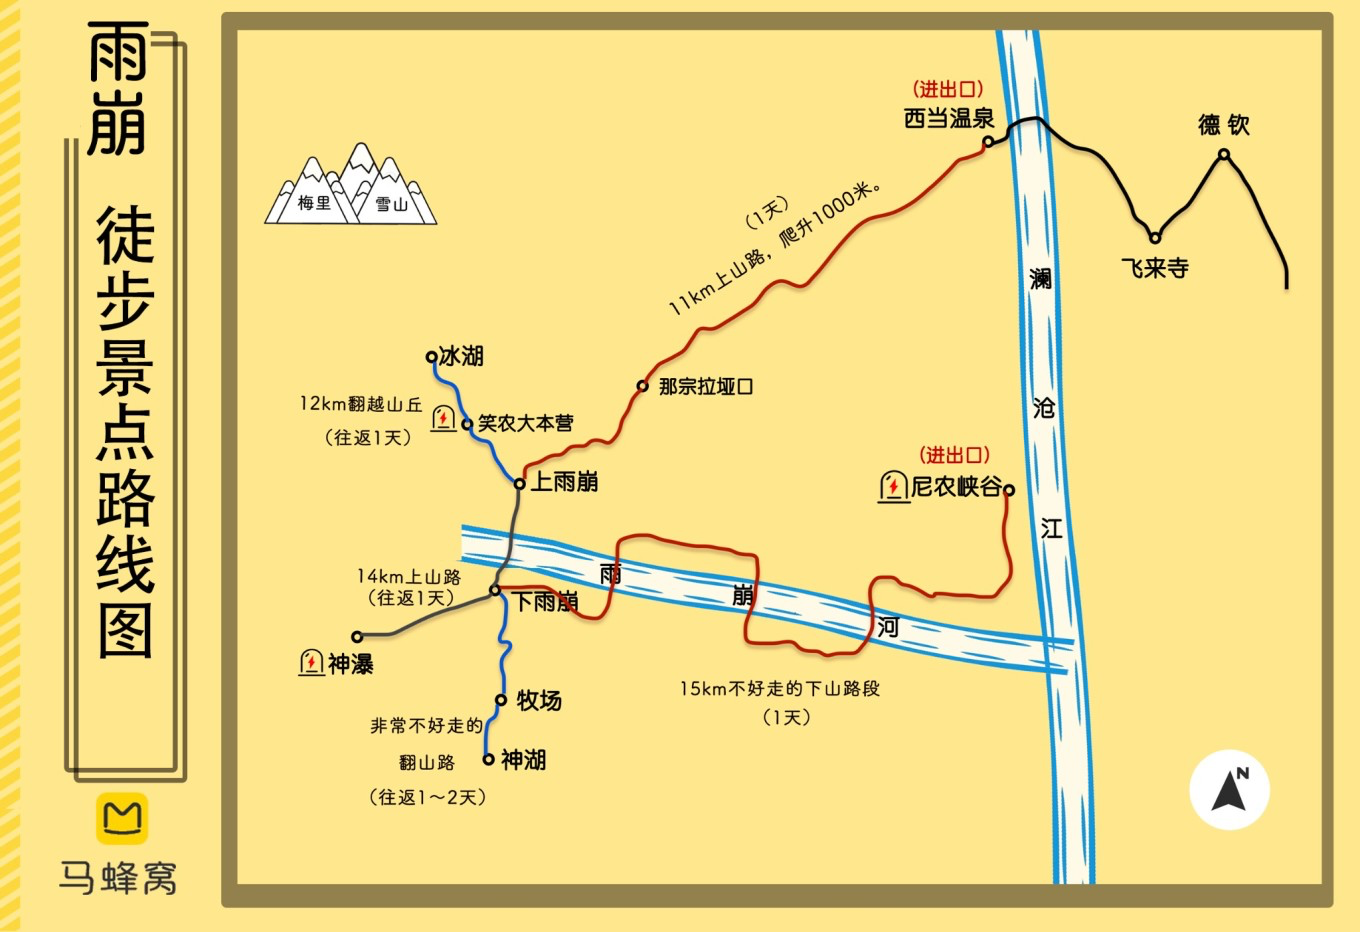 雨崩
徒步景点路线图
马蜂窝
梅里
雪山
(进出口)
西当温泉
德钦
飞来寺
(1天)
11km上山路，爬升1000米。
澜沧江
冰湖
那宗拉垭口
12km翻越山丘
(往返1天)
笑农大本营
上雨崩
(进出口)
尼农峡谷
雨崩河
14km上山路
(往返1天)
下雨崩
神瀑
15km不好走的下山路段
(1天)
牧场
非常不好走的
翻山路
(往返1～2天)
神湖
N